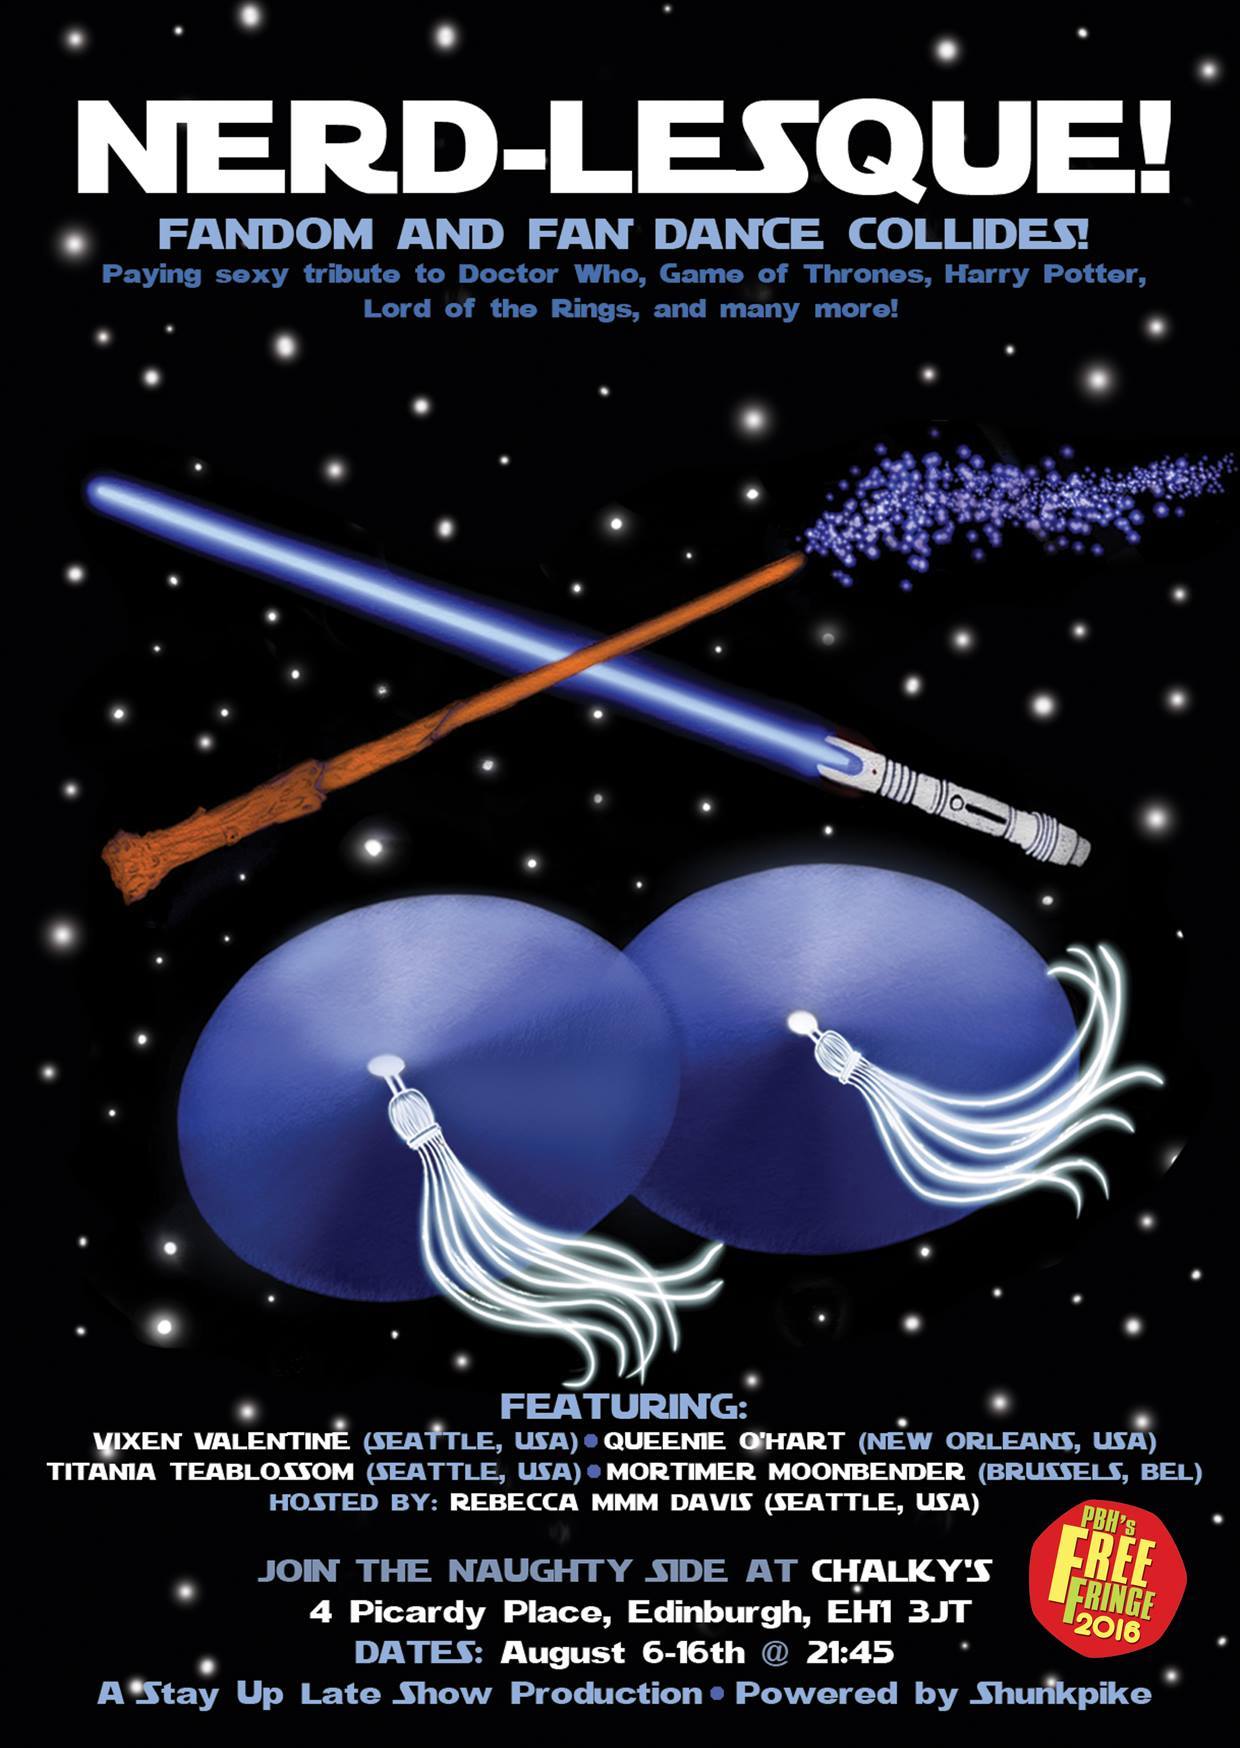 NERD-LESQUE!
FANDOM AND FAN DANCE COLLIDES!
Paying sexy tribute to Doctor Who, Game of Thrones, Harry Potter,
Lord of the Rings, and many more!
FEATURING:
VIXEN VALENTINE (SEATTLE, USA) • QUEENIE O'HART (NEW ORLEANS, USA)
TITANIA TEABLOSSOM (SEATTLE, USA) • MORTIMER MOONBENDER (BRUSSELS, BEL)
HOSTED BY: REBECCA MMM DAVIS (SEATTLE, USA)
JOIN THE NAUGHTY SIDE AT CHALKY'S
4 Picardy Place, Edinburgh, EH1 3JT
DATES: August 6-16th @ 21:45
A Stay Up Late Show Production • Powered by Shunkpike
PBH's
FREE
FRINGE
2016